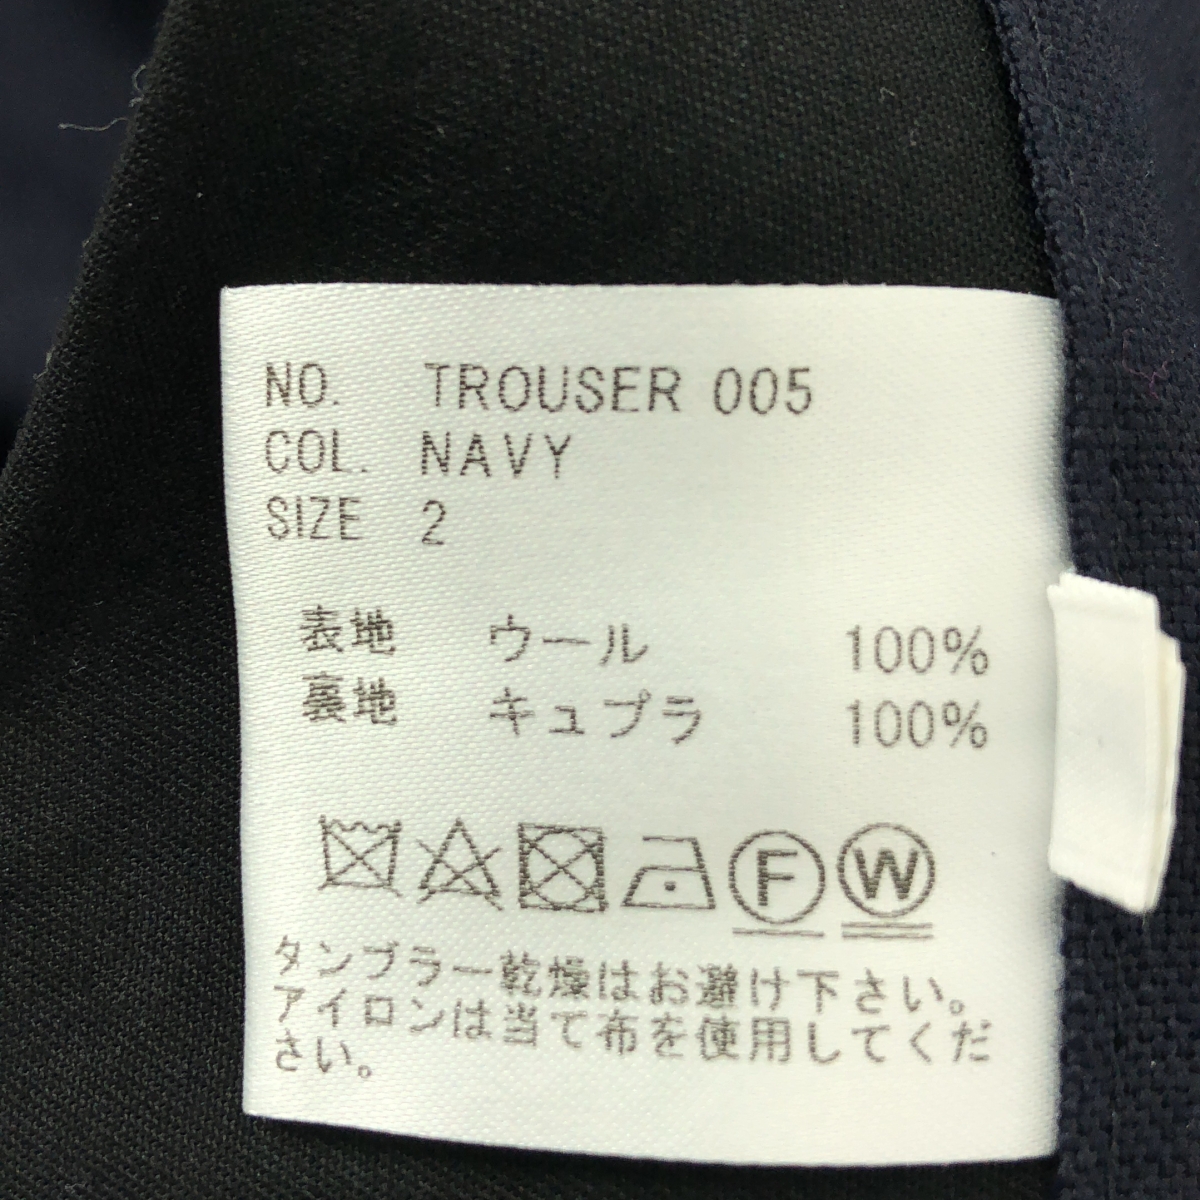 NO. TROUSER 005
COL. NAVY
SIZE 2
表地 ウール 100%
裏地 キュプラ 100%
F W
タンブラー乾燥はお避け下さい。
アイロンは当て布を使用してくだ
さい。